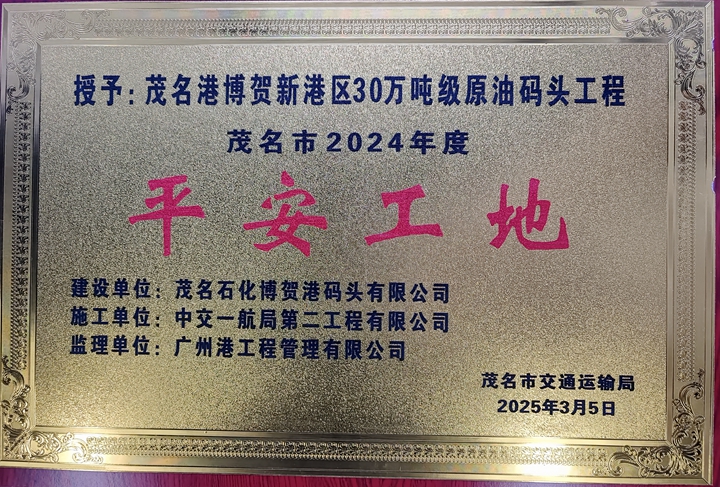 授予：茂名港博贺新港区30万吨级原油码头工程
茂名市2024年度
平安工地
建设单位：茂名石化博贺港码头有限公司
施工单位：中交一航局第二工程有限公司
监理单位：广州港工程管理有限公司
茂名市交通运输局
2025年3月5日